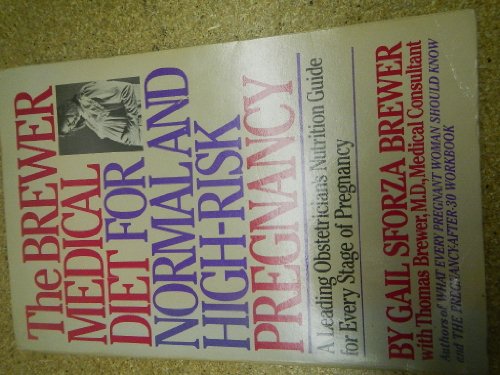 The BREWER
MEDICAL
DIET FOR
NORMAL AND
HIGH-RISK
PREGNANCY
A Leading Obstetrician's Nutrition Guide
for Every Stage of Pregnancy
BY GAIL SFORZA BREWER
with Thomas Brewer, M.D., Medical Consultant
Authors of WHAT EVERY PREGNANT WOMAN SHOULD KNOW
and THE PREGNANCY-AFTER-30 WORKBOOK